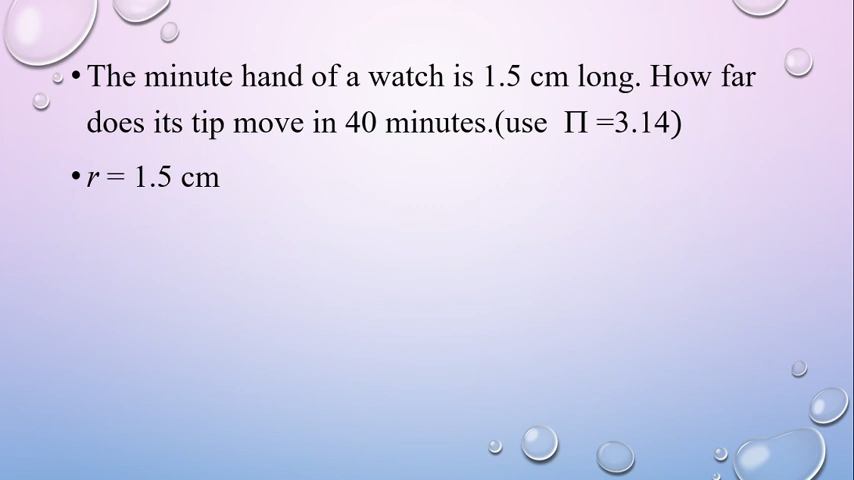 • The minute hand of a watch is 1.5 cm long. How far
does its tip move in 40 minutes.(use Π =3.14)
• r = 1.5 cm